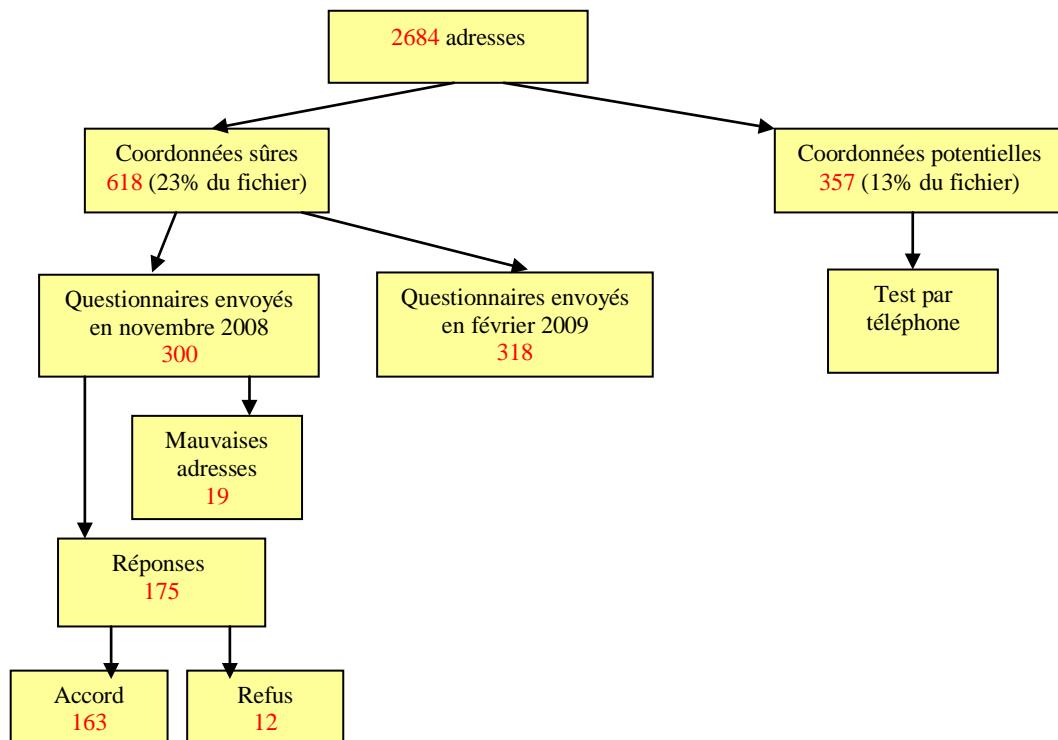 2684 adresses
Coordonnées sûres
618 (23% du fichier)
Coordonnées potentielles
357 (13% du fichier)
Questionnaires envoyés
en novembre 2008
300
Questionnaires envoyés
en février 2009
318
Test par
téléphone
Mauvaises
adresses
19
Réponses
175
Accord
163
Refus
12